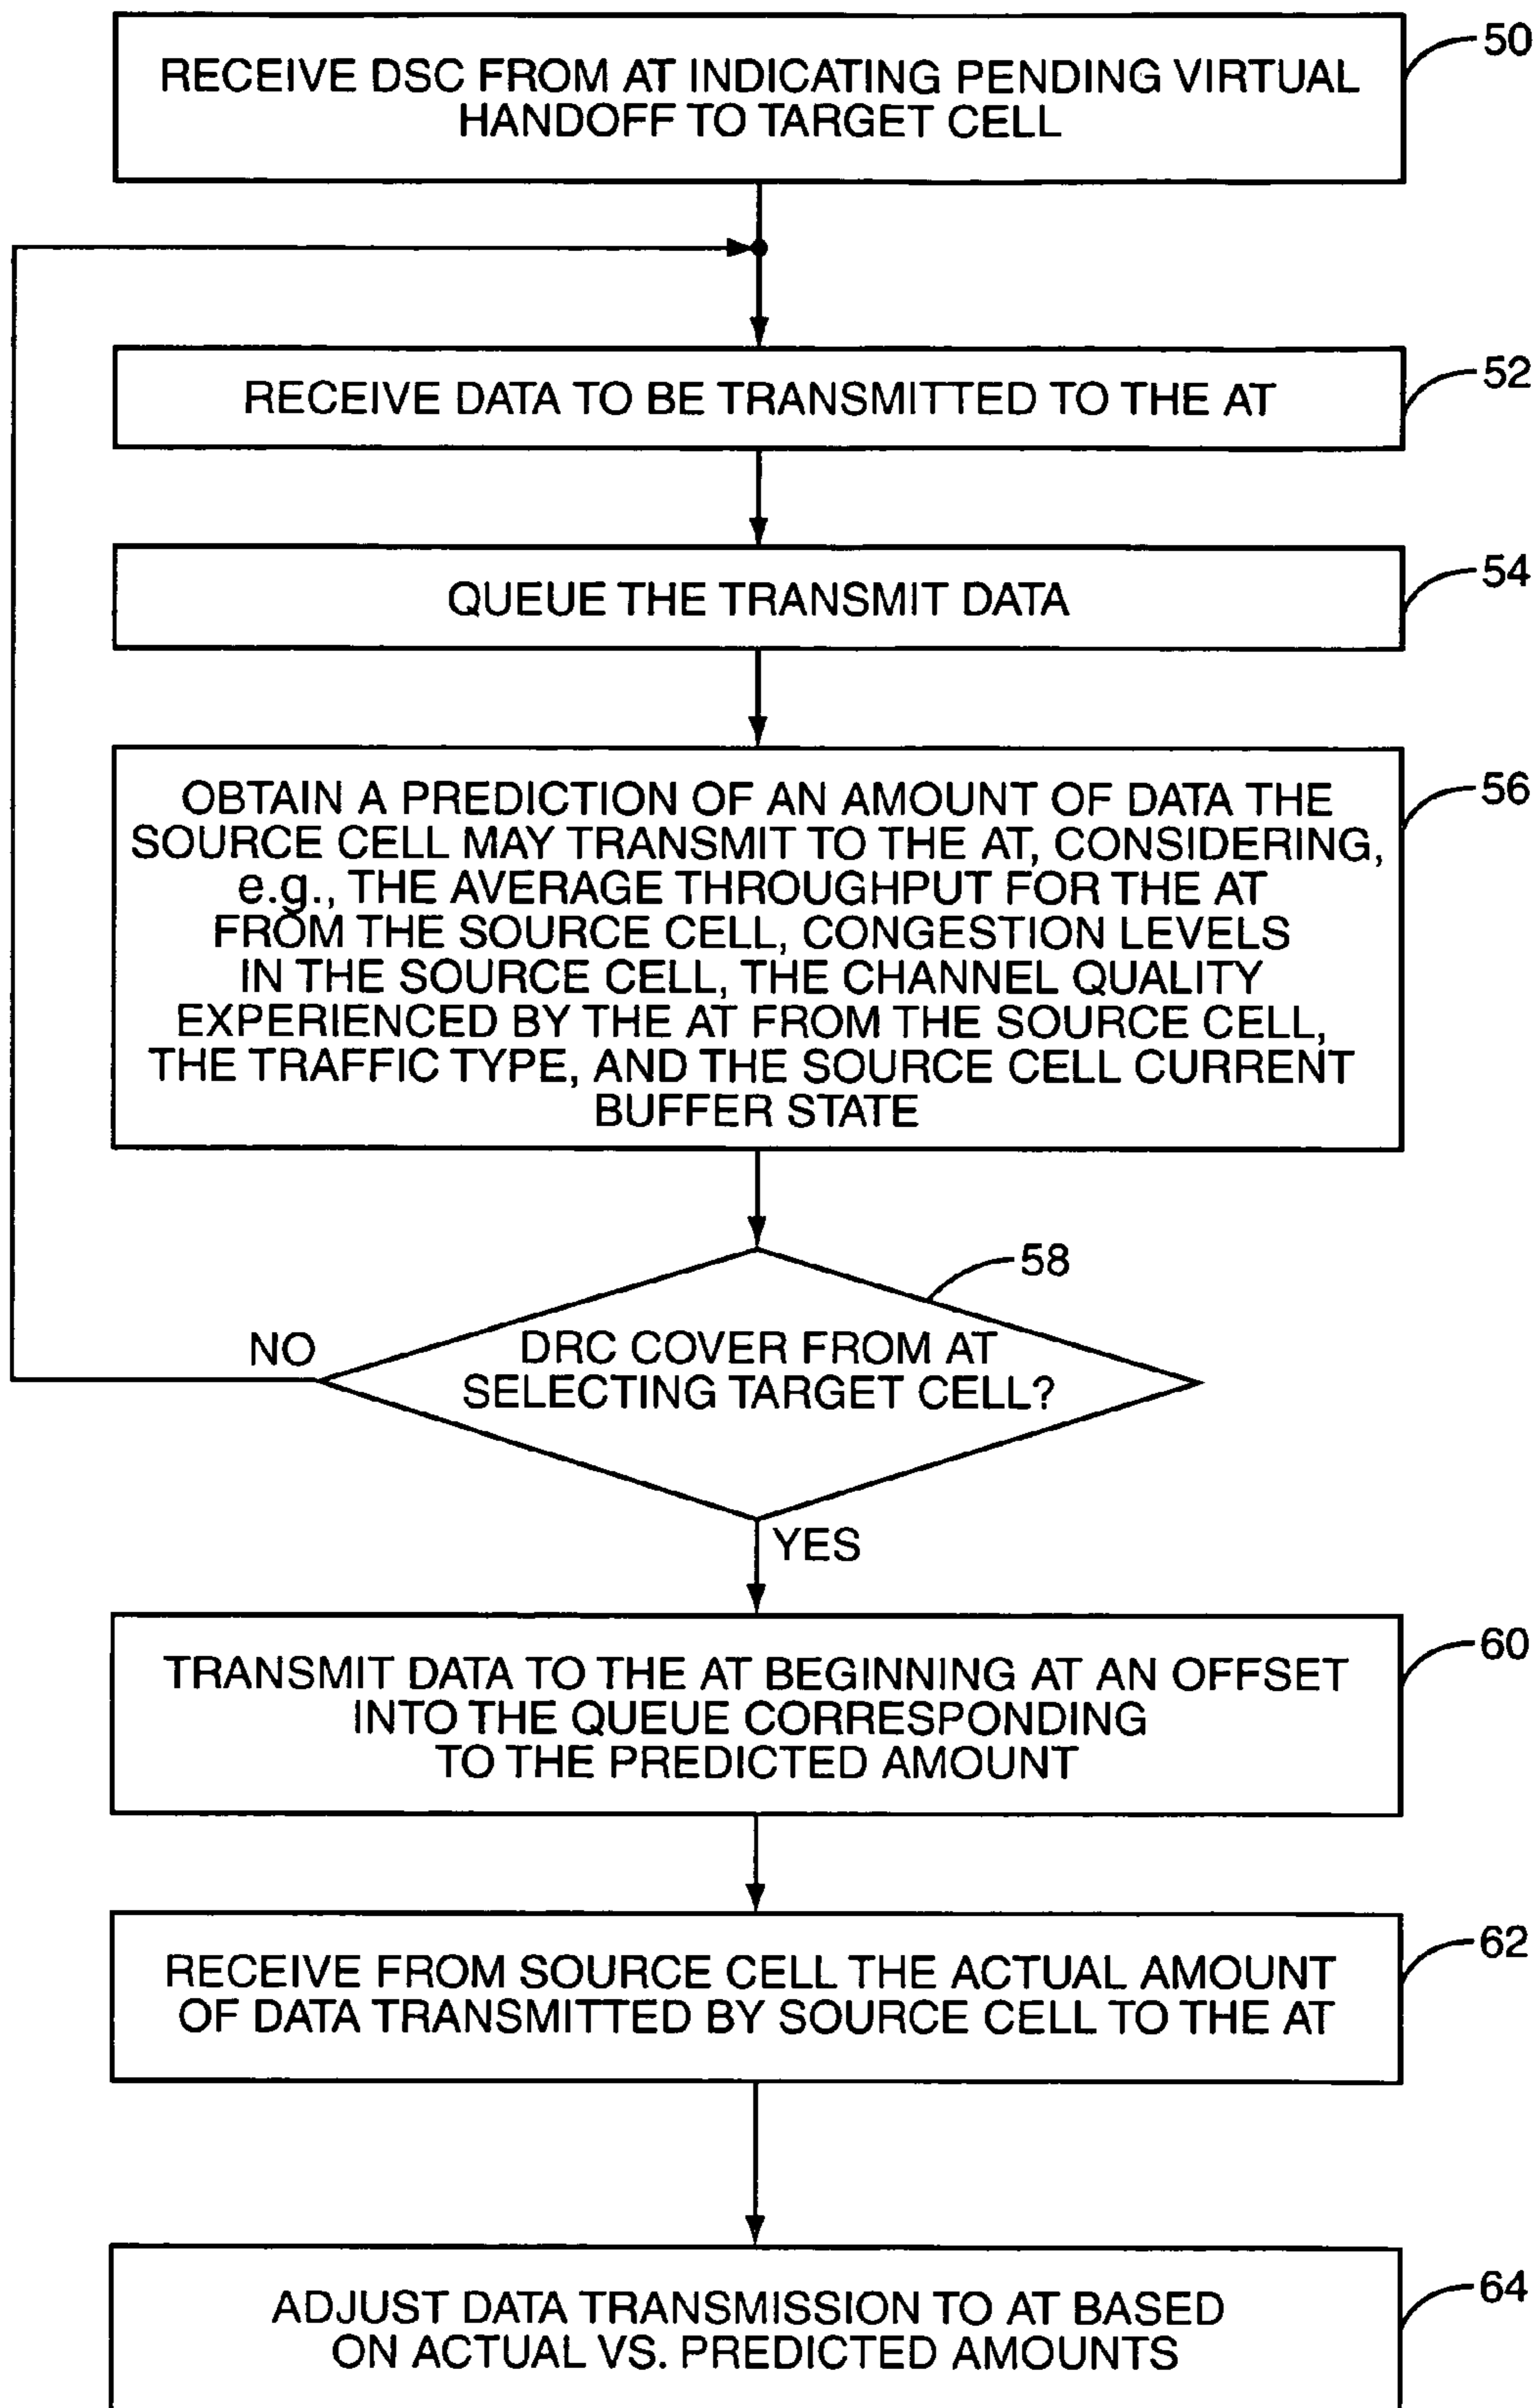 50
RECEIVE DSC FROM AT INDICATING PENDING VIRTUAL
HANDOFF TO TARGET CELL
52
RECEIVE DATA TO BE TRANSMITTED TO THE AT
54
QUEUE THE TRANSMIT DATA
56
OBTAIN A PREDICTION OF AN AMOUNT OF DATA THE
SOURCE CELL MAY TRANSMIT TO THE AT, CONSIDERING,
e.g., THE AVERAGE THROUGHPUT FOR THE AT
FROM THE SOURCE CELL, CONGESTION LEVELS
IN THE SOURCE CELL, THE CHANNEL QUALITY
EXPERIENCED BY THE AT FROM THE SOURCE CELL,
THE TRAFFIC TYPE, AND THE SOURCE CELL CURRENT
BUFFER STATE
58
NO
DRC COVER FROM AT
SELECTING TARGET CELL?
YES
60
TRANSMIT DATA TO THE AT BEGINNING AT AN OFFSET
INTO THE QUEUE CORRESPONDING
TO THE PREDICTED AMOUNT
62
RECEIVE FROM SOURCE CELL THE ACTUAL AMOUNT
OF DATA TRANSMITTED BY SOURCE CELL TO THE AT
64
ADJUST DATA TRANSMISSION TO AT BASED
ON ACTUAL VS. PREDICTED AMOUNTS